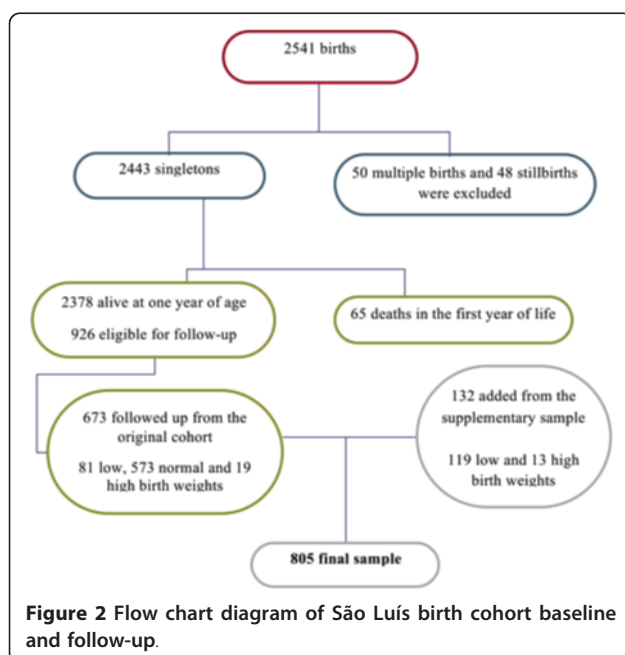 2541 births
2443 singletons
50 multiple births and 48 stillbirths
were excluded
2378 alive at one year of age
926 eligible for follow-up
65 deaths in the first year of life
673 followed up from the
original cohort
81 low, 573 normal and 19
high birth weights
132 added from the
supplementary sample
119 low and 13 high
birth weights
805 final sample
Figure 2 Flow chart diagram of São Luís birth cohort baseline
and follow-up.